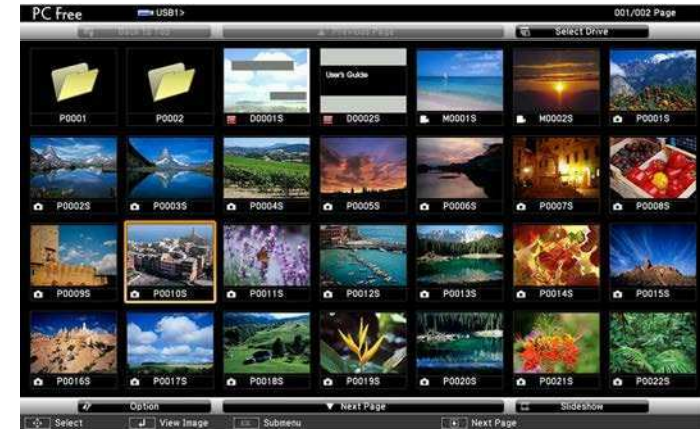 PC Free USB1> 001/002 Page
Back to Top ▲ Previous Page Select Drive
P0001 P0002 D0001S D0002S M0001S M0002S P0001S
User's Guide
P0002S P0003S P0004S P0005S P0006S P0007S P0008S
P0009S P0010S P0011S P0012S P0013S P0014S P0015S
P0016S P0017S P0018S P0019S P0020S P0021S P0022S
Option ▼ Next Page Slideshow
Select View Image Submenu Next Page